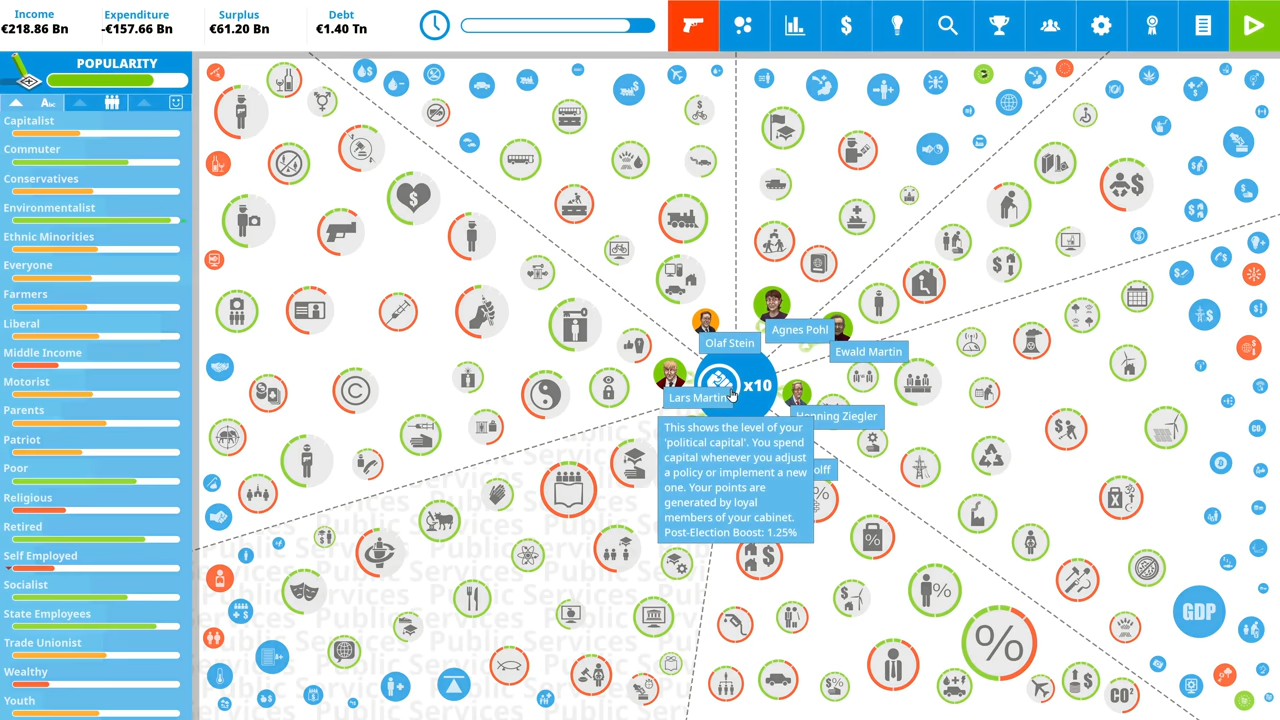 Income
Expenditure
Surplus
Debt
€218.86 Bn
-€157.66 Bn
€61.20 Bn
€1.40 Tn
POPULARITY
Abc
Capitalist
Commuter
Conservatives
Environmentalist
Ethnic Minorities
Everyone
Farmers
Liberal
Middle Income
Motorist
Parents
Patriot
Poor
Religious
Retired
Self Employed
Socialist
State Employees
Trade Unionist
Wealthy
Youth
Agnes Pohl
Olaf Stein
Ewald Martin
x10
Lars Martin
Henning Ziegler
This shows the level of your
'political capital'. You spend
capital whenever you adjust
a policy or implement a new
one. Your points are
generated by loyal
members of your cabinet.
Post-Election Boost: 1.25%
Public Services
GDP
CO²